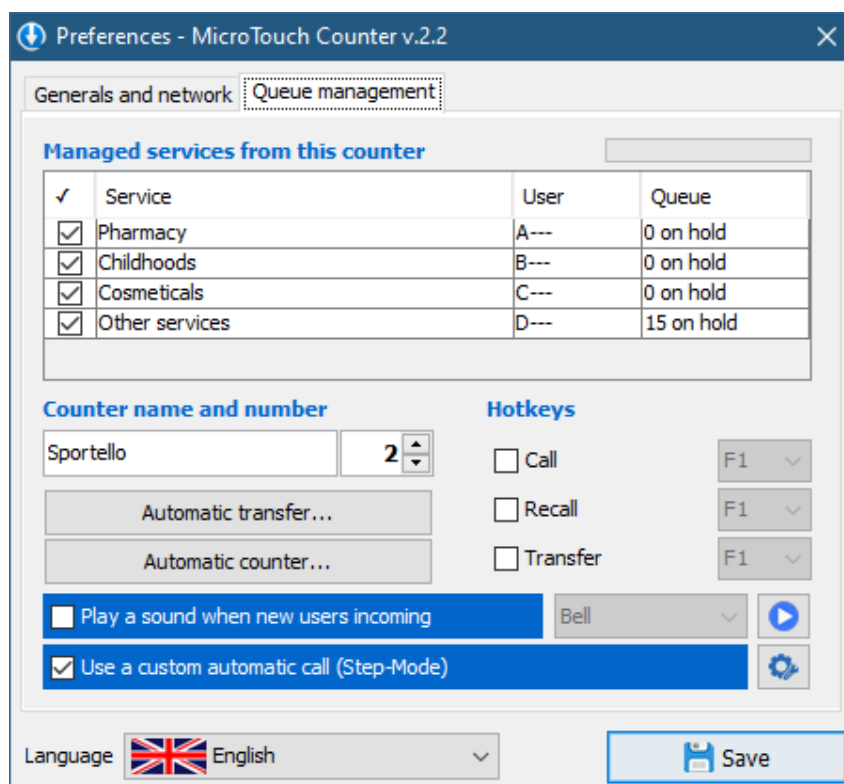 Preferences - MicroTouch Counter v.2.2
Generals and network Queue management
Managed services from this counter
✓ Service User Queue
Pharmacy A--- 0 on hold
Childhoods B--- 0 on hold
Cosmeticals C--- 0 on hold
Other services D--- 15 on hold
Counter name and number Hotkeys
Sportello 2 Call F1
Automatic transfer... Recall F1
Automatic counter... Transfer F1
Play a sound when new users incoming Bell
Use a custom automatic call (Step-Mode)
Language English Save